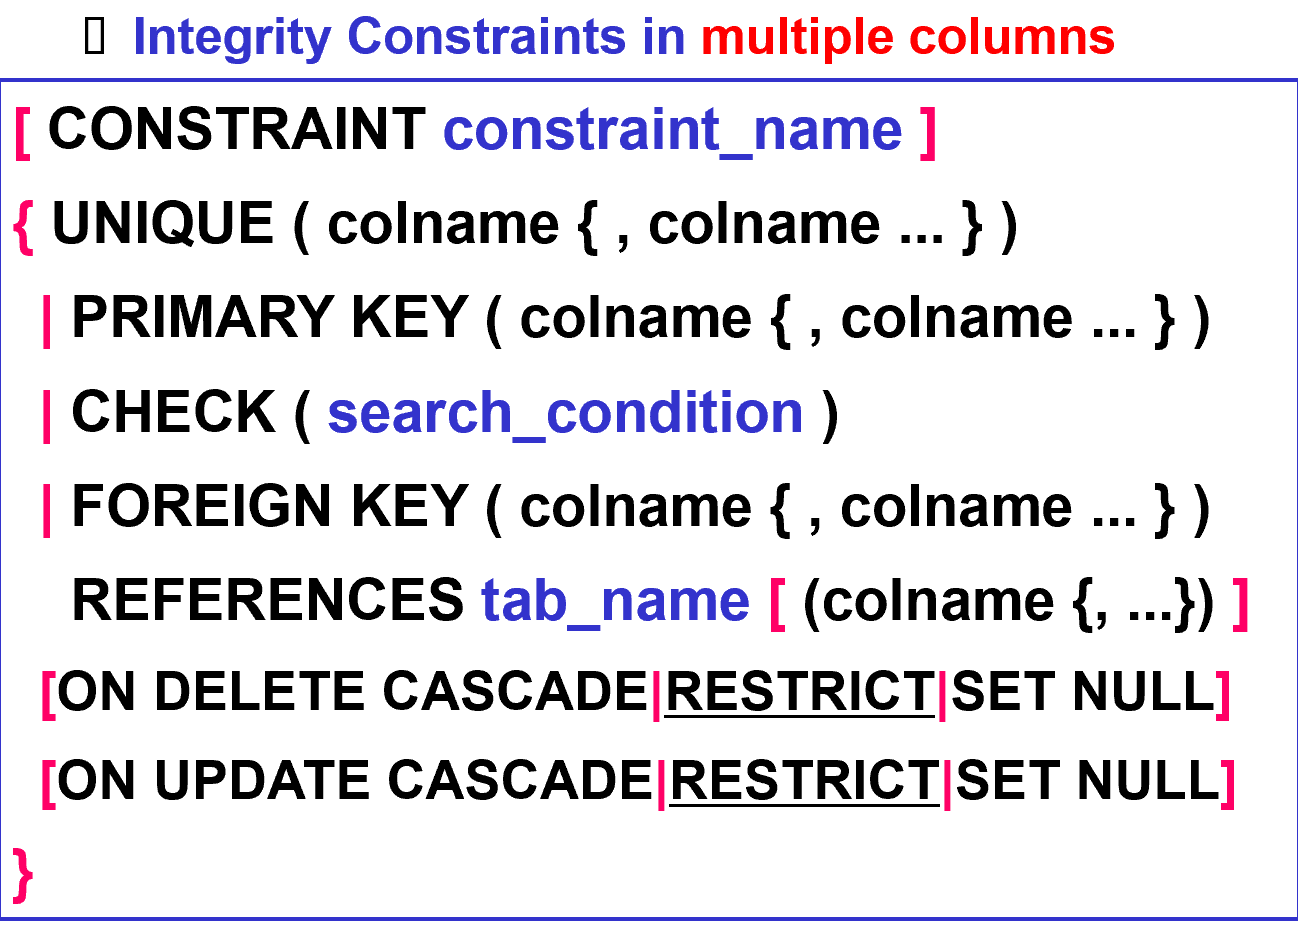 Integrity Constraints in multiple columns
[ CONSTRAINT constraint_name ]
{ UNIQUE ( colname { , colname ... } )
| PRIMARY KEY ( colname { , colname ... } )
| CHECK ( search_condition )
| FOREIGN KEY ( colname { , colname ... } )
REFERENCES tab_name [ (colname {, ...}) ]
[ON DELETE CASCADE|RESTRICT|SET NULL]
[ON UPDATE CASCADE|RESTRICT|SET NULL]
}